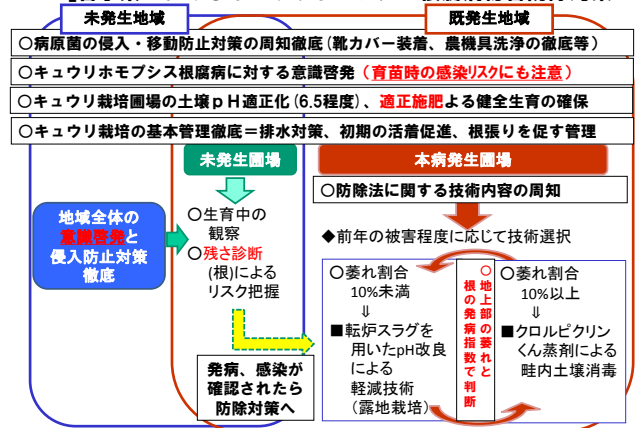 未発生地域
既発生地域
○病原菌の侵入・移動防止対策の周知徹底(靴カバー装着、農機具洗浄の徹底等)
○キュウリホモプシス根腐病に対する意識啓発(育苗時の感染リスクにも注意)
○キュウリ栽培圃場の土壌pH適正化(6.5程度)、適正施肥よる健全生育の確保
○キュウリ栽培の基本管理徹底=排水対策、初期の活着促進、根張りを促す管理
未発生圃場
本病発生圃場
○防除法に関する技術内容の周知
地域全体の
意識啓発と
侵入防止対策
徹底
○生育中の
観察
○残さ診断
(根)による
リスク把握
◆前年の被害程度に応じて技術選択
○萎れ割合
10%未満
⇓
■転炉スラグを
用いたpH改良
による
軽減技術
(露地栽培)
○地上部の萎れと
根の発病指数で
判断
○萎れ割合
10%以上
⇓
■クロルピクリン
くん蒸剤による
畦内土壌消毒
発病、感染が
確認されたら
防除対策へ